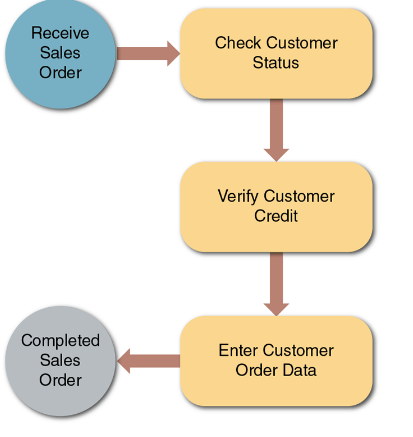 Receive
Sales
Order
Check Customer
Status
Verify Customer
Credit
Enter Customer
Order Data
Completed
Sales
Order